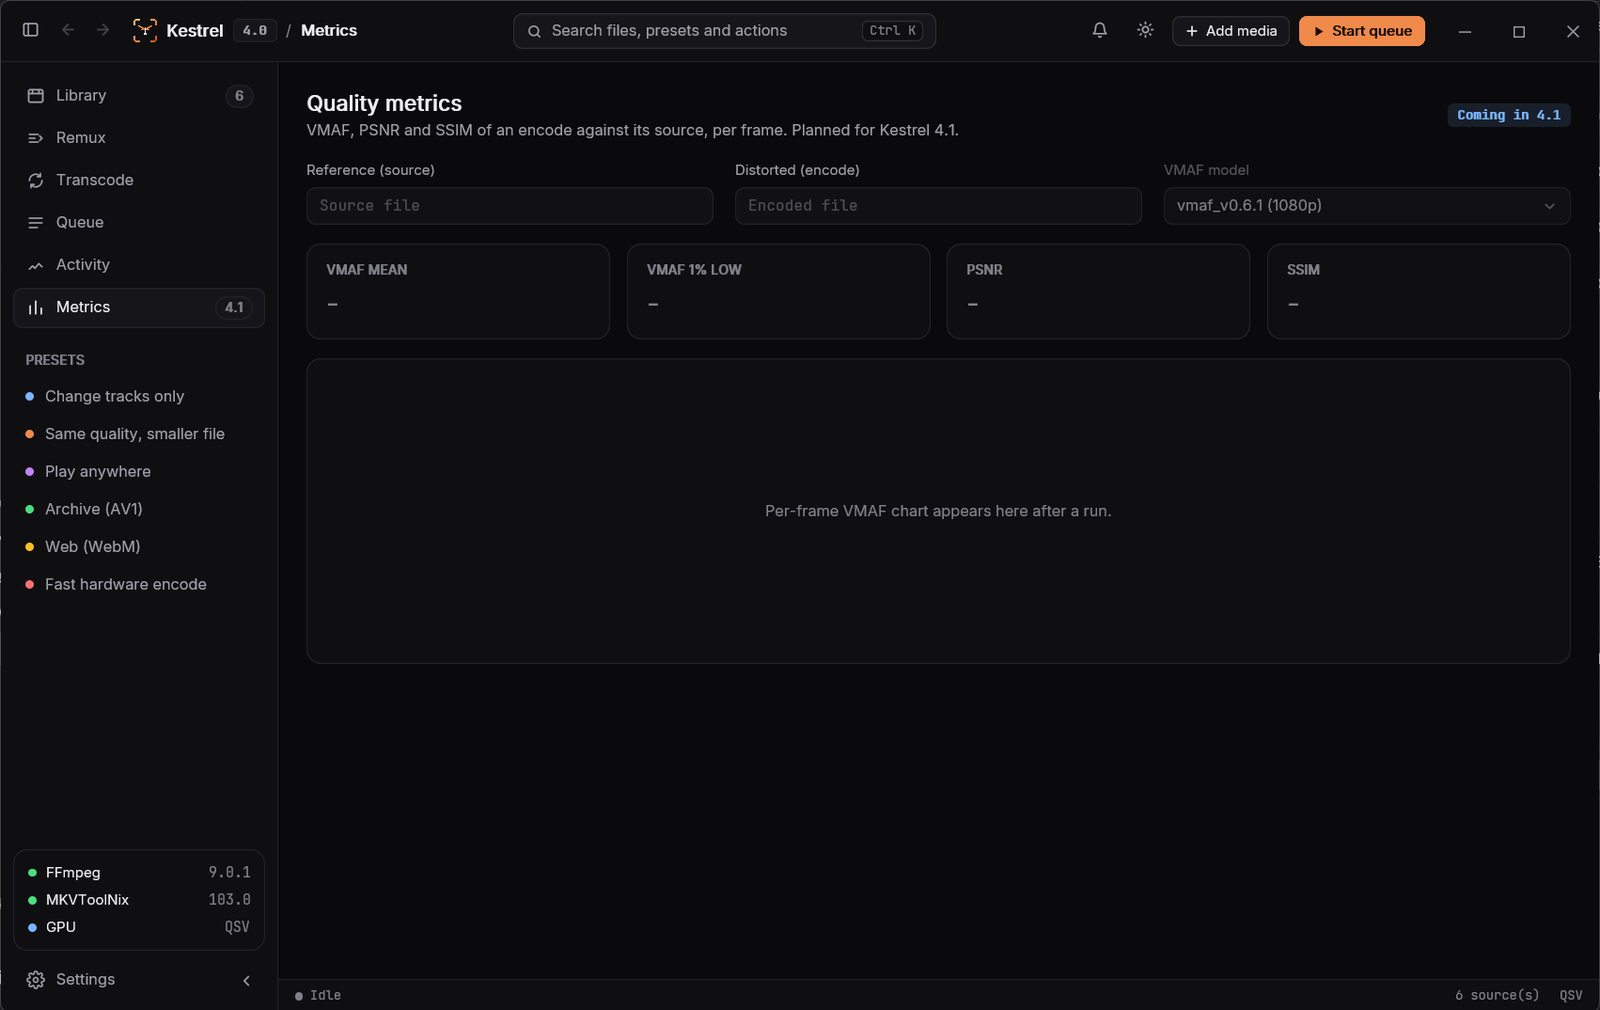 Kestrel 4.0 / Metrics
Search files, presets and actions Ctrl K
Add media
Start queue
Library 6
Remux
Transcode
Queue
Activity
Metrics 4.1
PRESETS
Change tracks only
Same quality, smaller file
Play anywhere
Archive (AV1)
Web (WebM)
Fast hardware encode
FFmpeg 9.0.1
MKVToolNix 103.0
GPU QSV
Settings
Quality metrics
VMAF, PSNR and SSIM of an encode against its source, per frame. Planned for Kestrel 4.1.
Coming in 4.1
Reference (source)
Source file
Distorted (encode)
Encoded file
VMAF model
vmaf_v0.6.1 (1080p)
VMAF MEAN
–
VMAF 1% LOW
–
PSNR
–
SSIM
–
Per-frame VMAF chart appears here after a run.
Idle
6 source(s) QSV